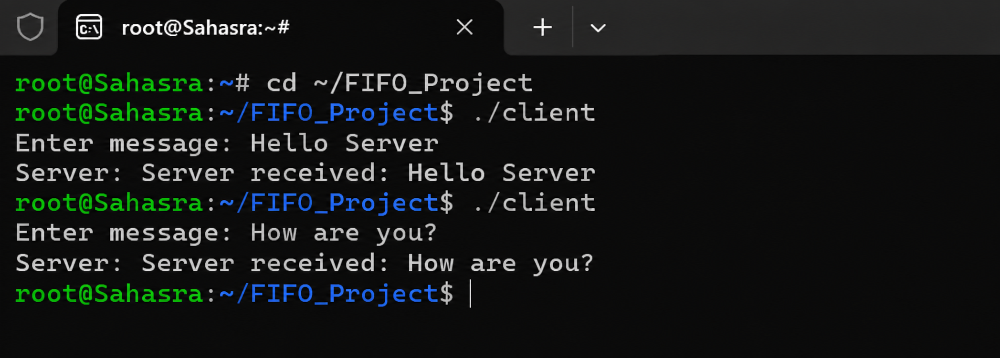 root@Sahasra:~#
root@Sahasra:~# cd ~/FIFO_Project
root@Sahasra:~/FIFO_Project$ ./client
Enter message: Hello Server
Server: Server received: Hello Server
root@Sahasra:~/FIFO_Project$ ./client
Enter message: How are you?
Server: Server received: How are you?
root@Sahasra:~/FIFO_Project$